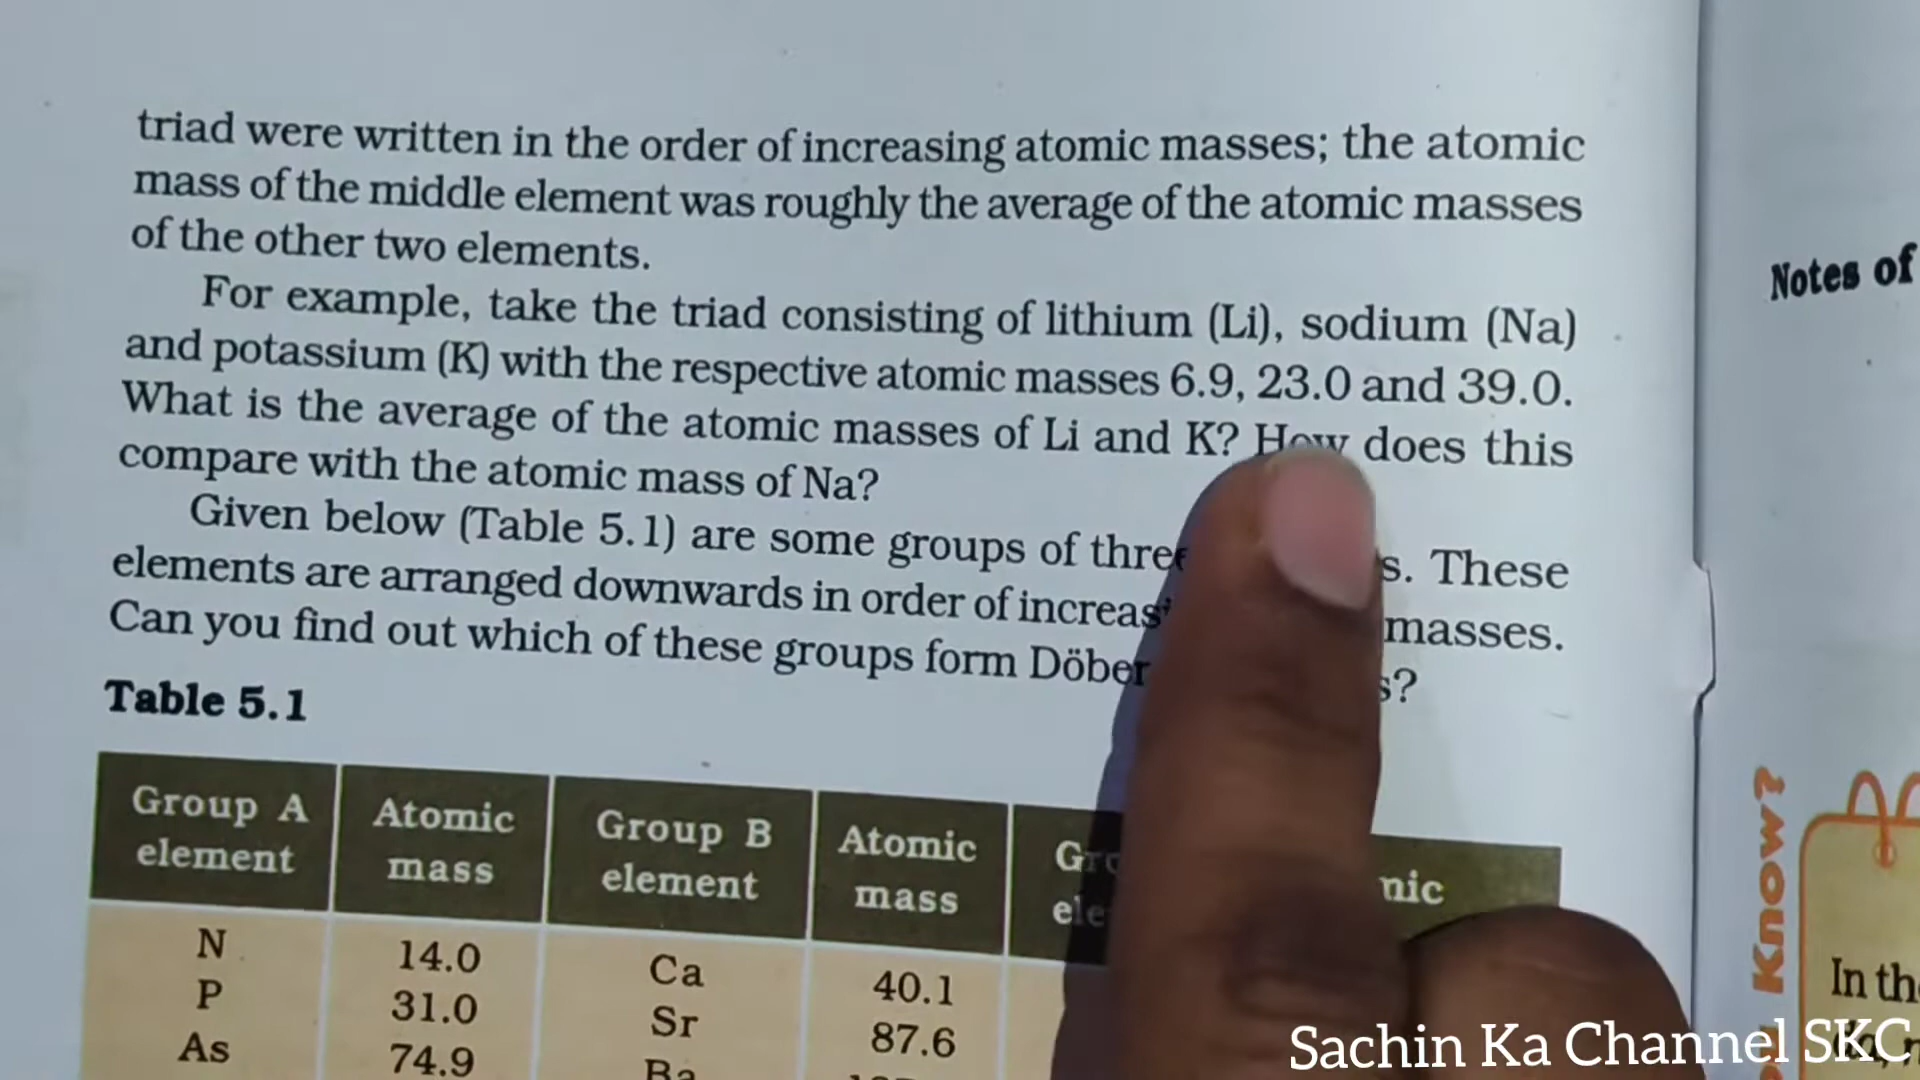 triad were written in the order of increasing atomic masses; the atomic
mass of the middle element was roughly the average of the atomic masses
of the other two elements.
For example, take the triad consisting of lithium (Li), sodium (Na)
and potassium (K) with the respective atomic masses 6.9, 23.0 and 39.0.
What is the average of the atomic masses of Li and K? How does this
compare with the atomic mass of Na?
Given below (Table 5.1) are some groups of three s. These
elements are arranged downwards in order of increas masses.
Can you find out which of these groups form Döber s?
Table 5.1
Group A element Atomic mass Group B element Atomic mass
N 14.0 Ca 40.1
P 31.0 Sr 87.6
As 74.9 Ba
Notes of
Know?
In th
Sachin Ka Channel SKC